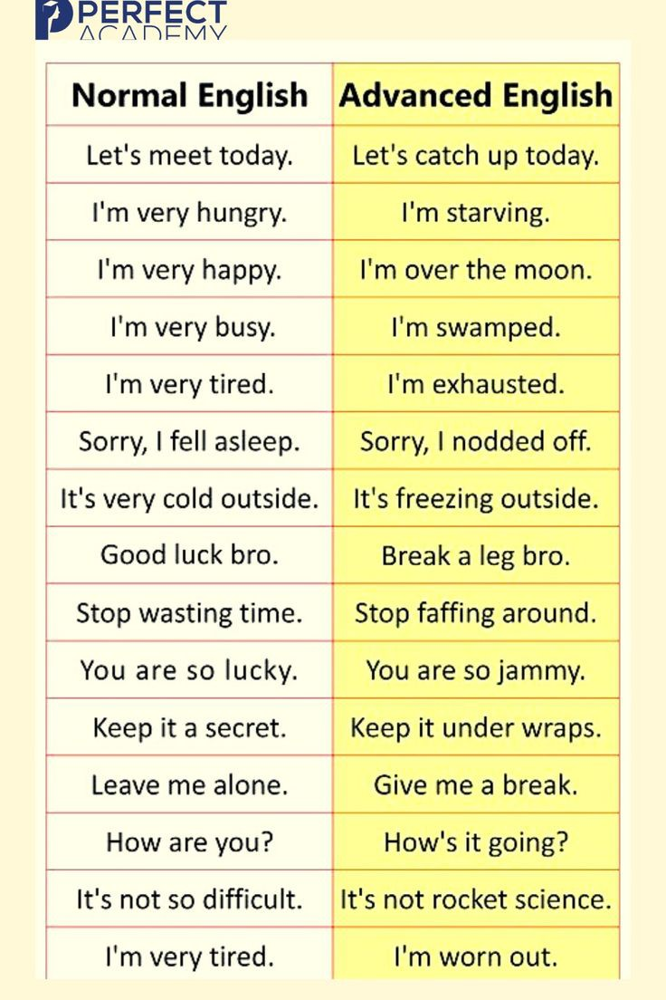 PERFECT
ACADEMY
Normal English Advanced English
Let's meet today. Let's catch up today.
I'm very hungry. I'm starving.
I'm very happy. I'm over the moon.
I'm very busy. I'm swamped.
I'm very tired. I'm exhausted.
Sorry, I fell asleep. Sorry, I nodded off.
It's very cold outside. It's freezing outside.
Good luck bro. Break a leg bro.
Stop wasting time. Stop faffing around.
You are so lucky. You are so jammy.
Keep it a secret. Keep it under wraps.
Leave me alone. Give me a break.
How are you? How's it going?
It's not so difficult. It's not rocket science.
I'm very tired. I'm worn out.